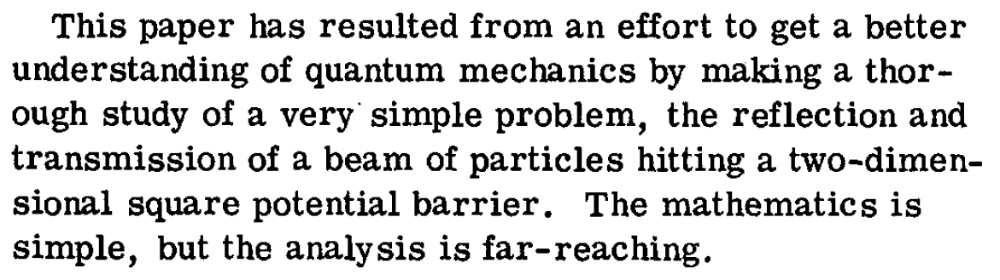 This paper has resulted from an effort to get a better
understanding of quantum mechanics by making a thor-
ough study of a very simple problem, the reflection and
transmission of a beam of particles hitting a two-dimen-
sional square potential barrier. The mathematics is
simple, but the analysis is far-reaching.